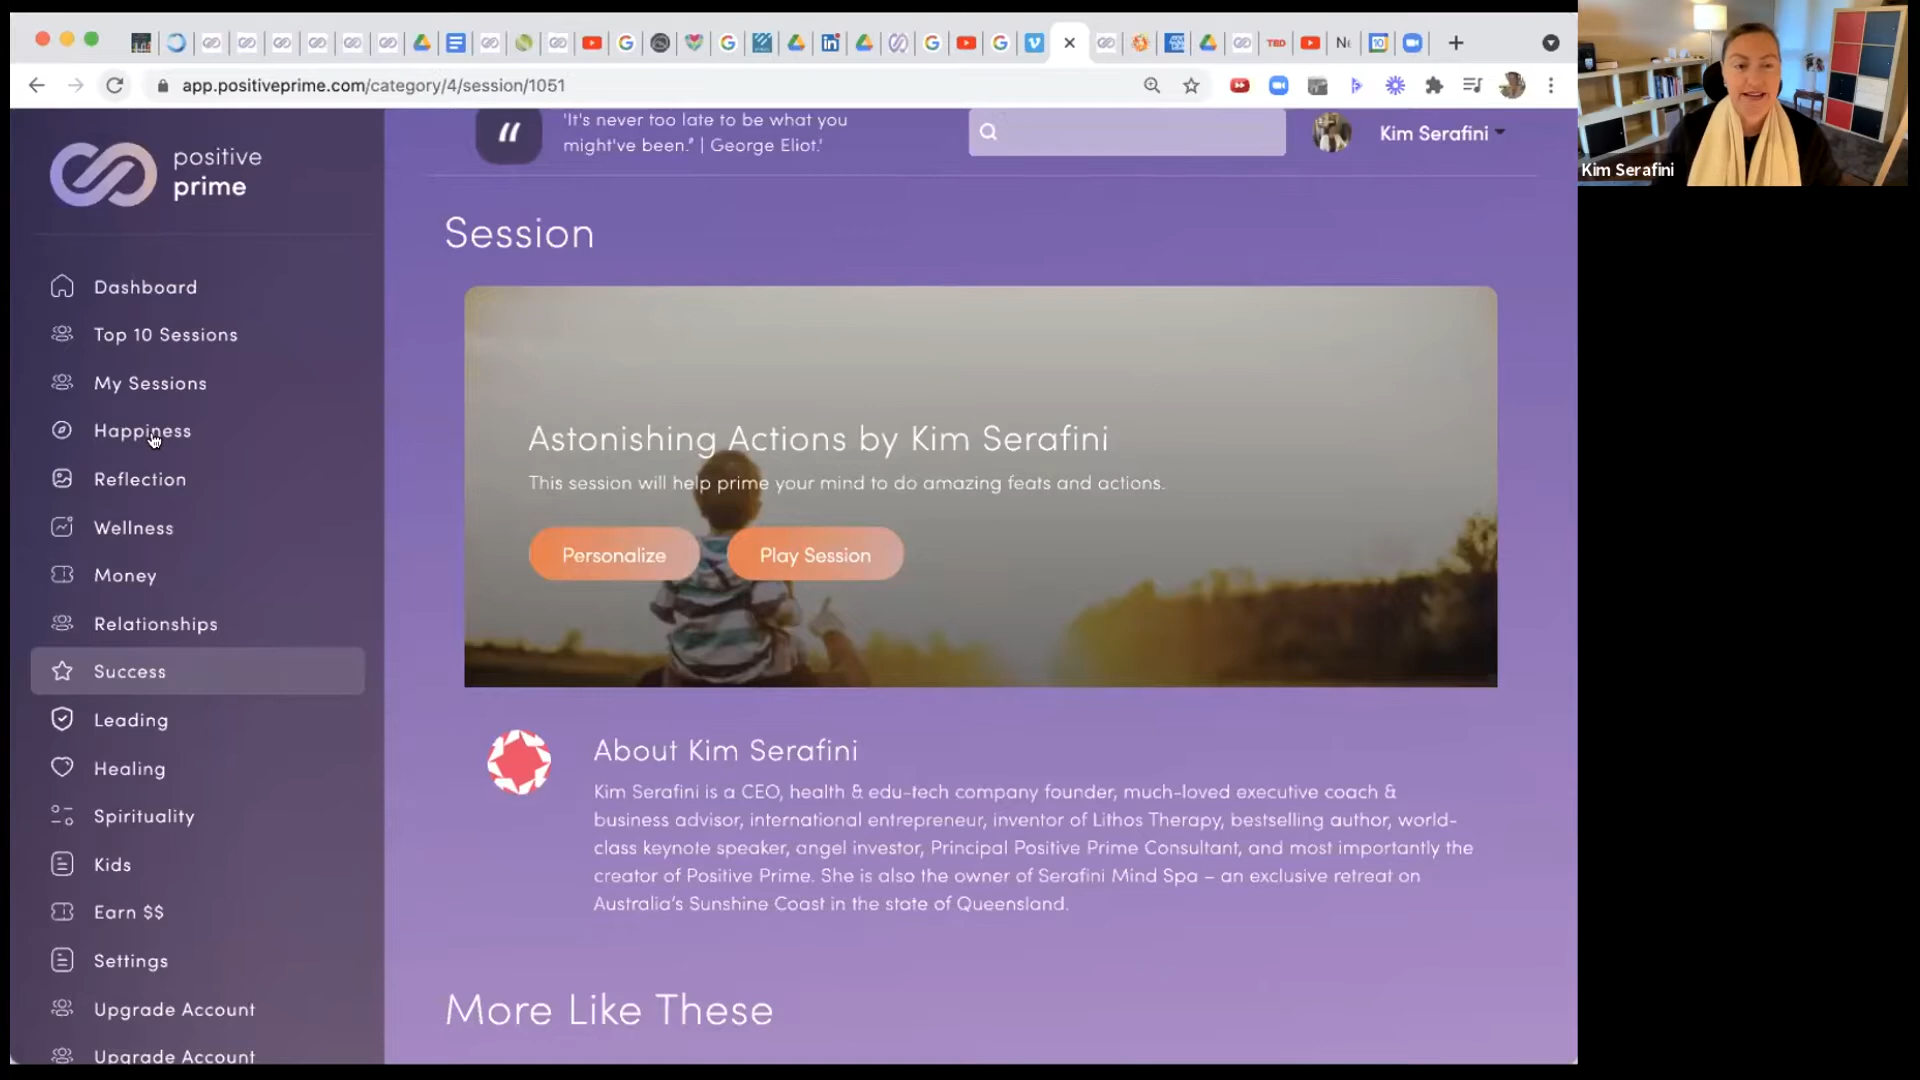 TED
app.positiveprime.com/category/4/session/1051
positive
prime
'It's never too late to be what you
might've been." | George Eliot.'
Kim Serafini
Dashboard
Top 10 Sessions
My Sessions
Happiness
Reflection
Wellness
Money
Relationships
Success
Leading
Healing
Spirituality
Kids
Earn $$
Settings
Upgrade Account
Upgrade Account
Session
Astonishing Actions by Kim Serafini
This session will help prime your mind to do amazing feats and actions.
Personalize
Play Session
About Kim Serafini
Kim Serafini is a CEO, health & edu-tech company founder, much-loved executive coach &
business advisor, international entrepreneur, inventor of Lithos Therapy, bestselling author, world-
class keynote speaker, angel investor, Principal Positive Prime Consultant, and most importantly the
creator of Positive Prime. She is also the owner of Serafini Mind Spa – an exclusive retreat on
Australia's Sunshine Coast in the state of Queensland.
More Like These
Kim Serafini